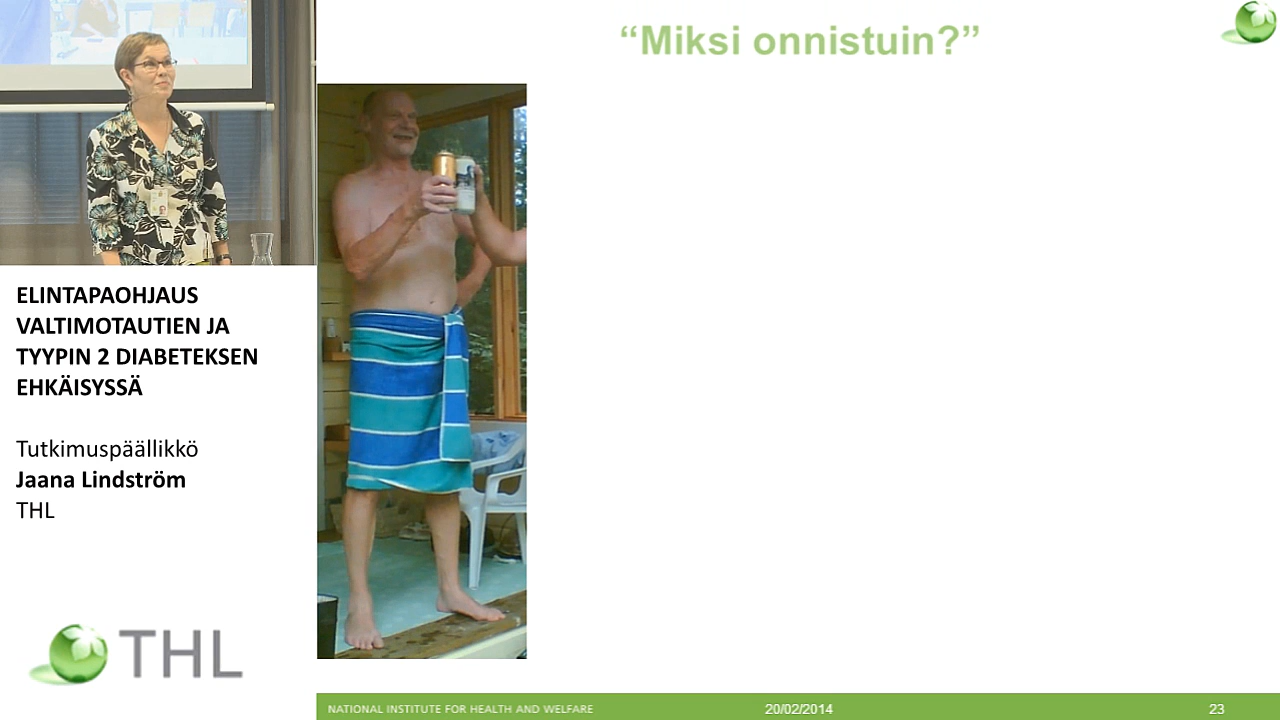 “Miksi onnistuin?”
ELINTAPAOHJAUS
VALTIMOTAUTIEN JA
TYYPIN 2 DIABETEKSEN
EHKÄISYSSÄ
Tutkimuspäällikkö
Jaana Lindström
THL
THL
NATIONAL INSTITUTE FOR HEALTH AND WELFARE
20/02/2014
23